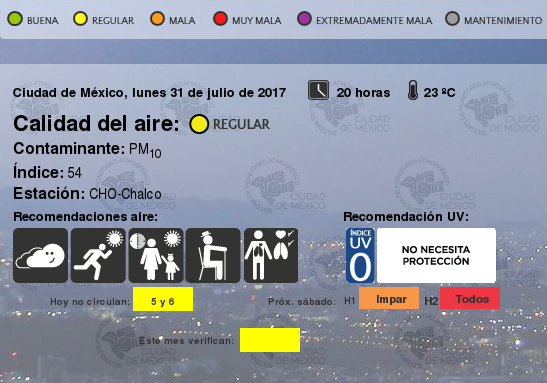 BUENA REGULAR MALA MUY MALA EXTREMADAMENTE MALA MANTENIMIENTO
Ciudad de México, lunes 31 de julio de 2017 20 horas 23 ºC
Calidad del aire: REGULAR
Contaminante: PM10
Índice: 54
Estación: CHO-Chalco
Recomendaciones aire: Recomendación UV:
ÍNDICE
UV
0
NO NECESITA
PROTECCIÓN
Hoy no circulan: 5 y 6 Próx. sábado: H1 Impar H2 Todos
Este mes verifican:
CIUDAD
DE MÉXICO